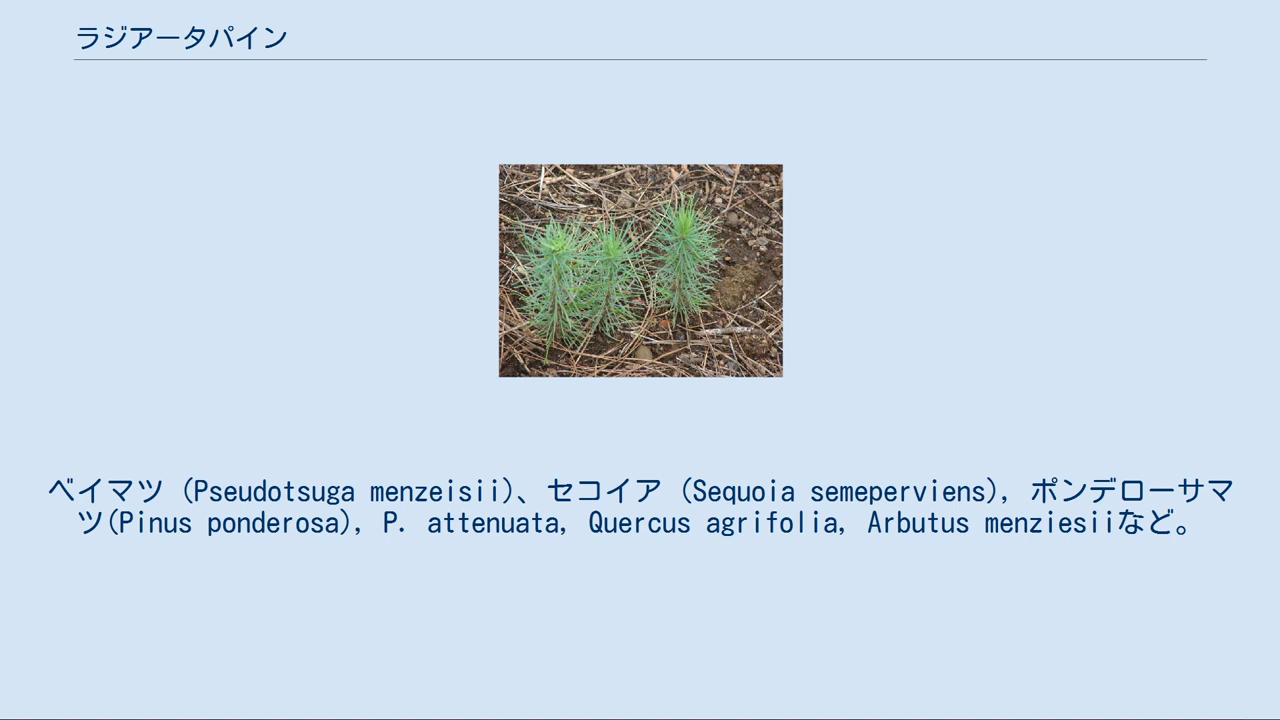 ラジアータパイン
ベイマツ (Pseudotsuga menzeisii)、セコイア (Sequoia semeperviens), ポンデローサマ
ツ(Pinus ponderosa), P. attenuata, Quercus agrifolia, Arbutus menziesiiなど。